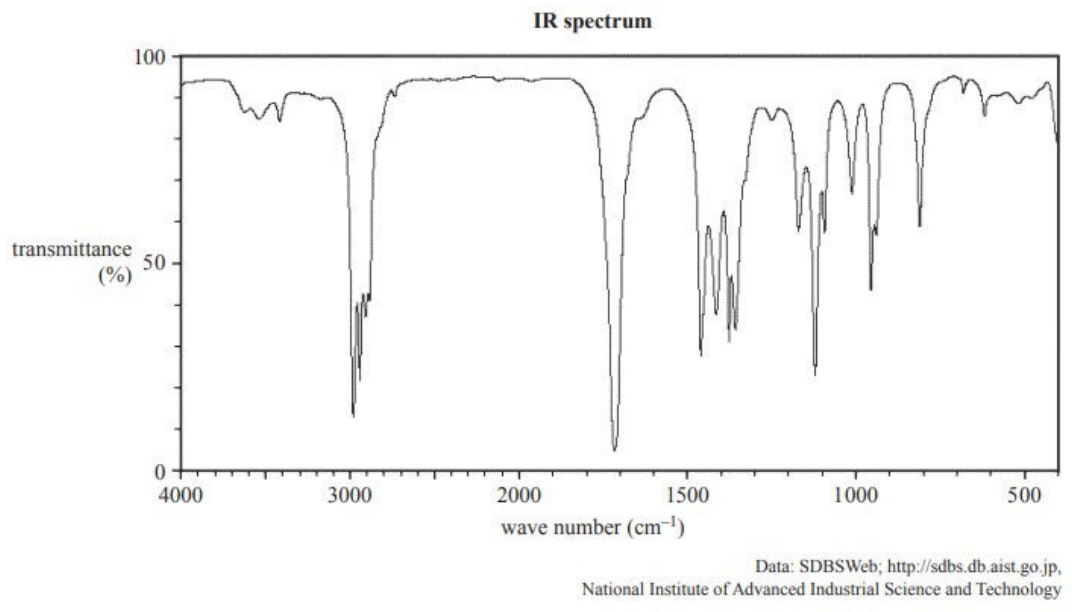 IR spectrum
100
transmittance
(%)
50
0
4000
3000
2000
1500
1000
500
wave number (cm⁻¹)
Data: SDBSWeb; http://sdbs.db.aist.go.jp,
National Institute of Advanced Industrial Science and Technology